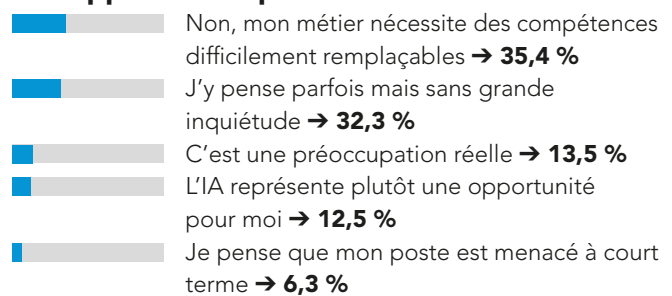 Non, mon métier nécessite des compétences
difficilement remplaçables ➔ 35,4 %
J'y pense parfois mais sans grande
inquiétude ➔ 32,3 %
C'est une préoccupation réelle ➔ 13,5 %
L'IA représente plutôt une opportunité
pour moi ➔ 12,5 %
Je pense que mon poste est menacé à court
terme ➔ 6,3 %